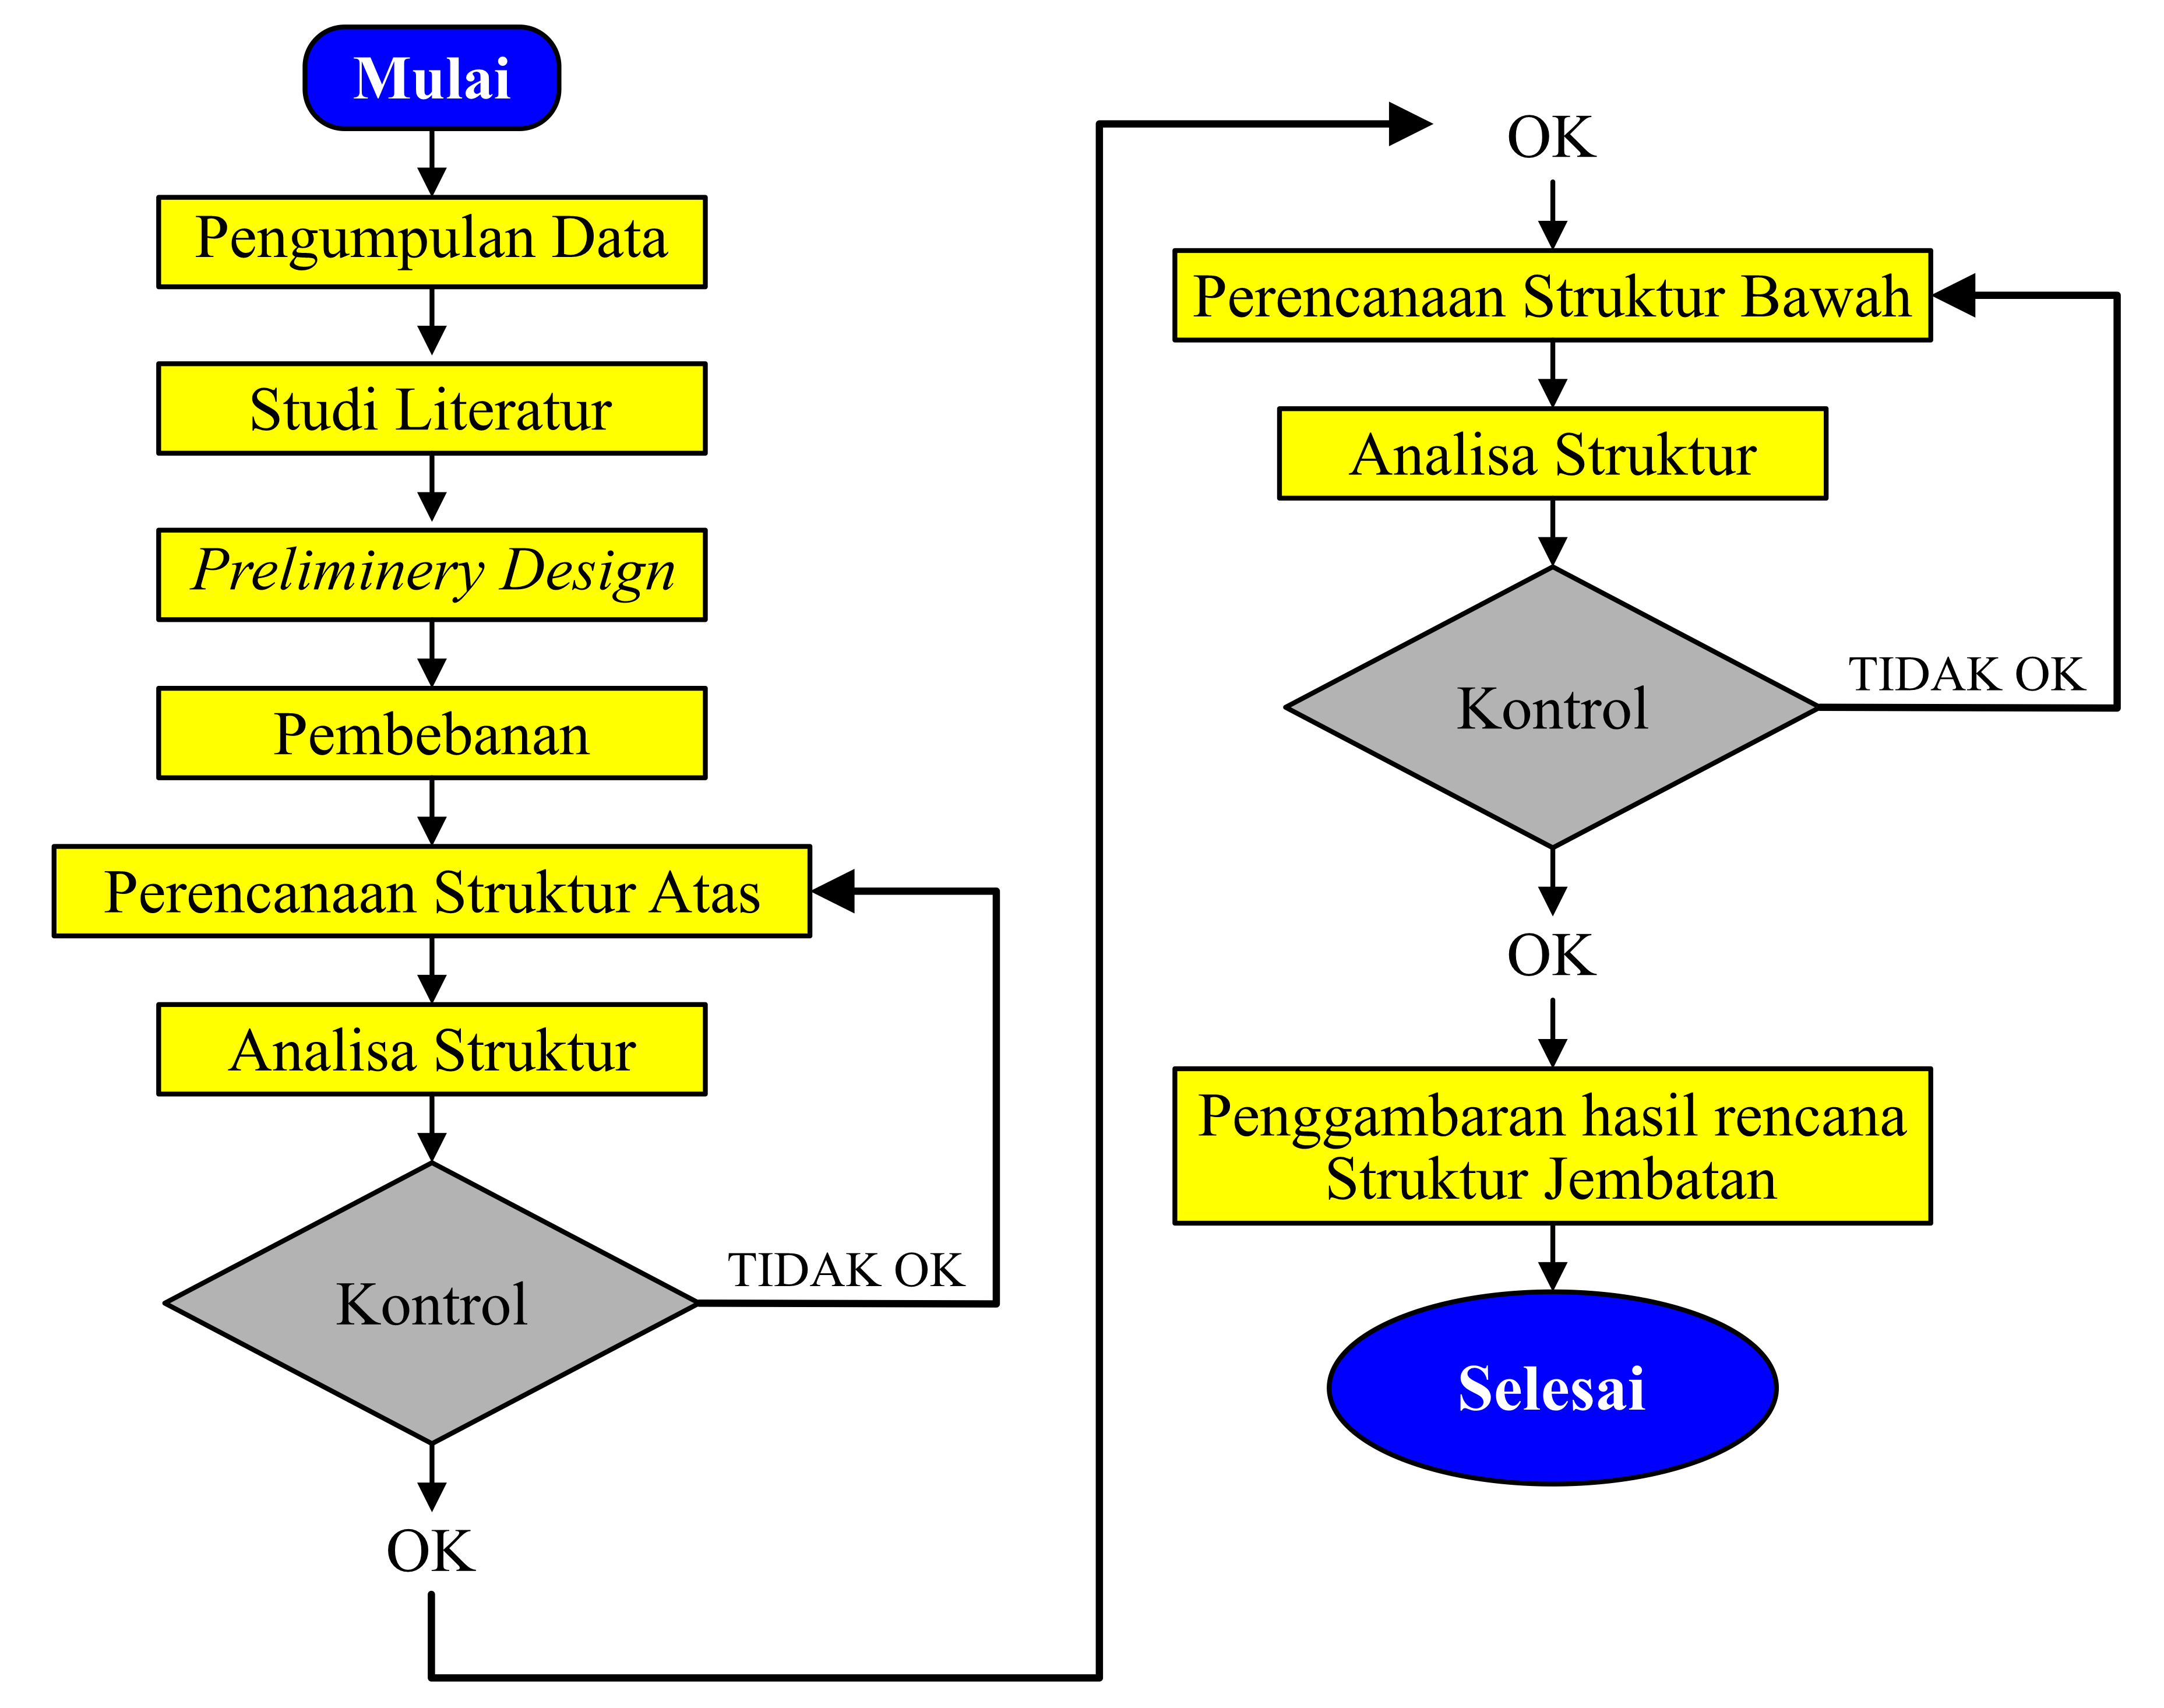 Mulai
Pengumpulan Data
Studi Literatur
Preliminery Design
Pembebanan
Perencanaan Struktur Atas
Analisa Struktur
Kontrol
TIDAK OK
OK
OK
Perencanaan Struktur Bawah
Analisa Struktur
Kontrol
TIDAK OK
OK
Penggambaran hasil rencana
Struktur Jembatan
Selesai